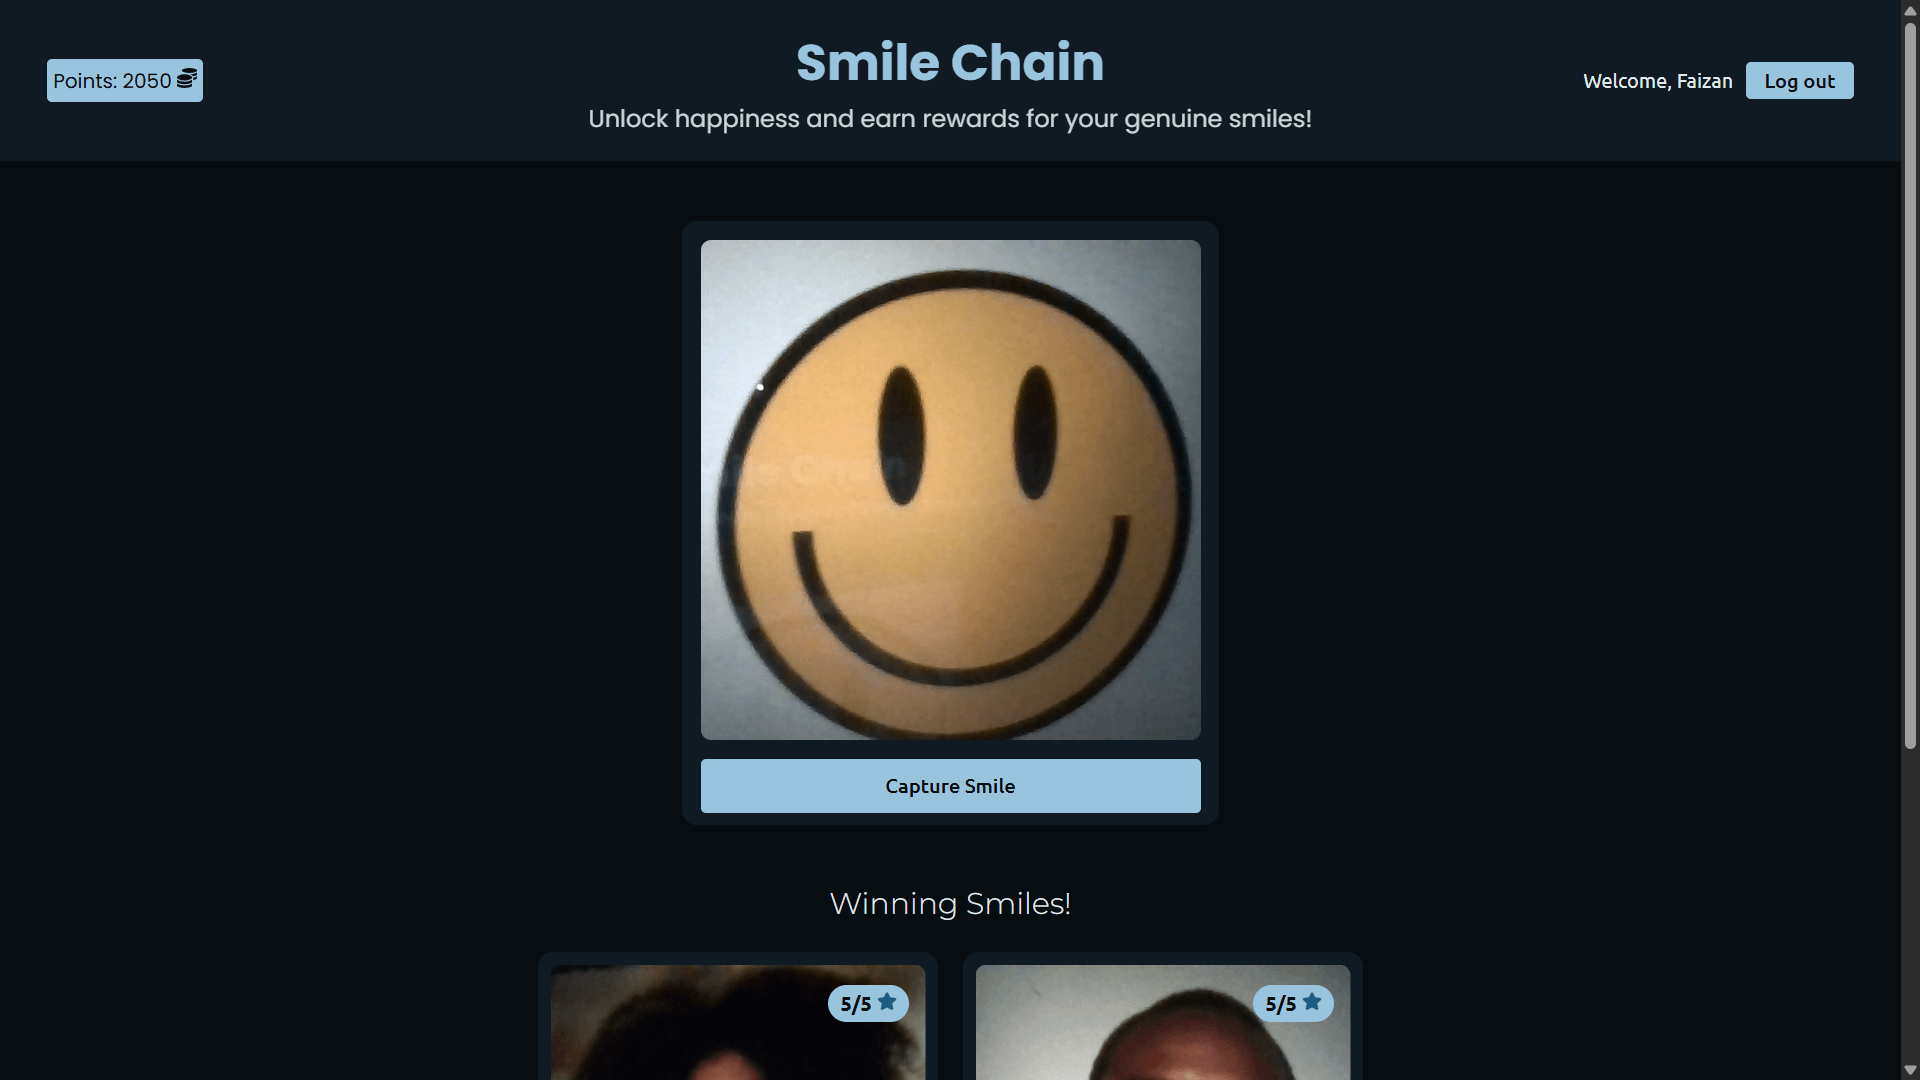 Points: 2050
Smile Chain
Unlock happiness and earn rewards for your genuine smiles!
Welcome, Faizan
Log out
Capture Smile
Winning Smiles!
5/5
5/5